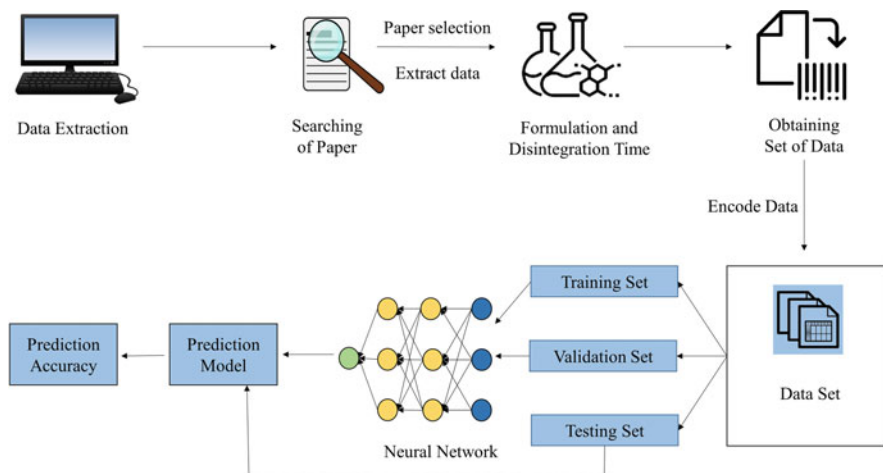 Paper selection
Extract data
Data Extraction
Searching
of Paper
Formulation and
Disintegration Time
Obtaining
Set of Data
Encode Data
Training Set
Validation Set
Testing Set
Data Set
Neural Network
Prediction
Model
Prediction
Accuracy